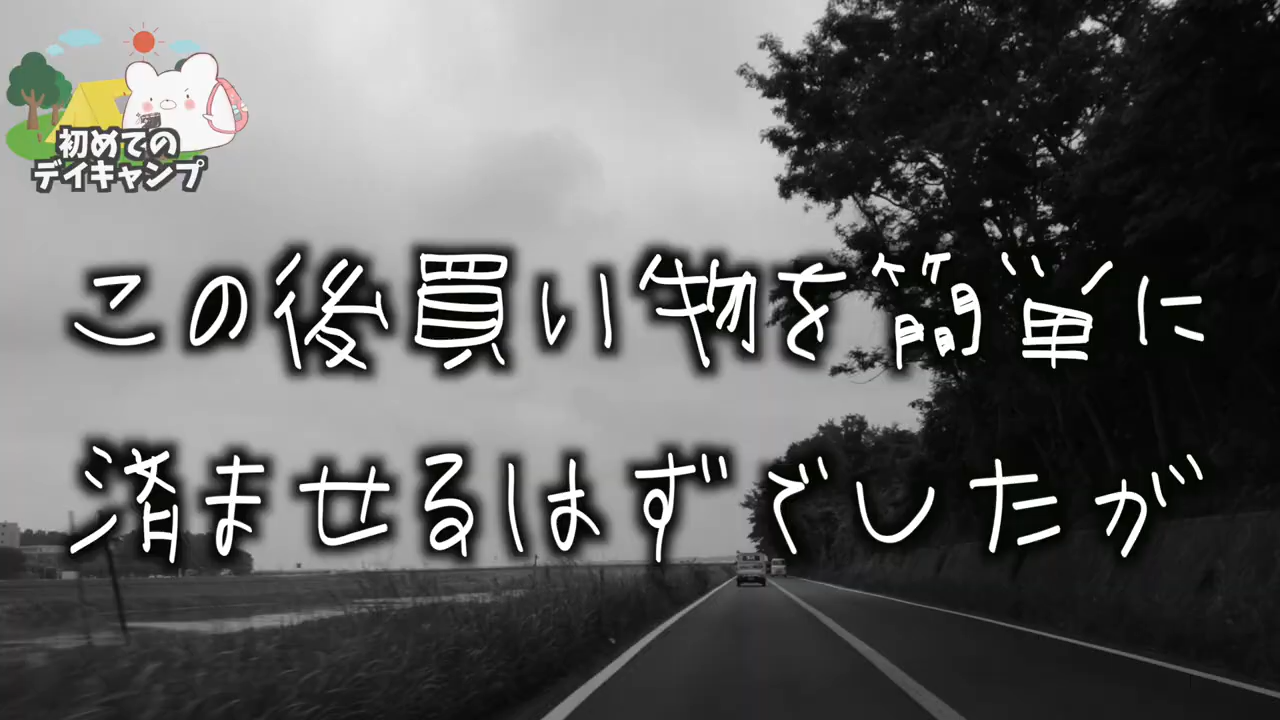 初めての
デイキャンプ
この後買い物を簡単に
済ませるはずでしたが